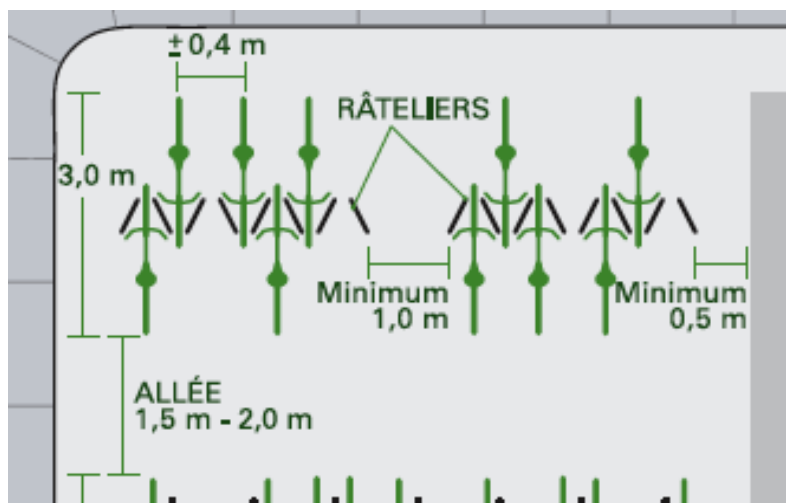 ± 0,4 m
RÂTELIERS
3,0 m
Minimum
1,0 m
Minimum
0,5 m
ALLÉE
1,5 m - 2,0 m